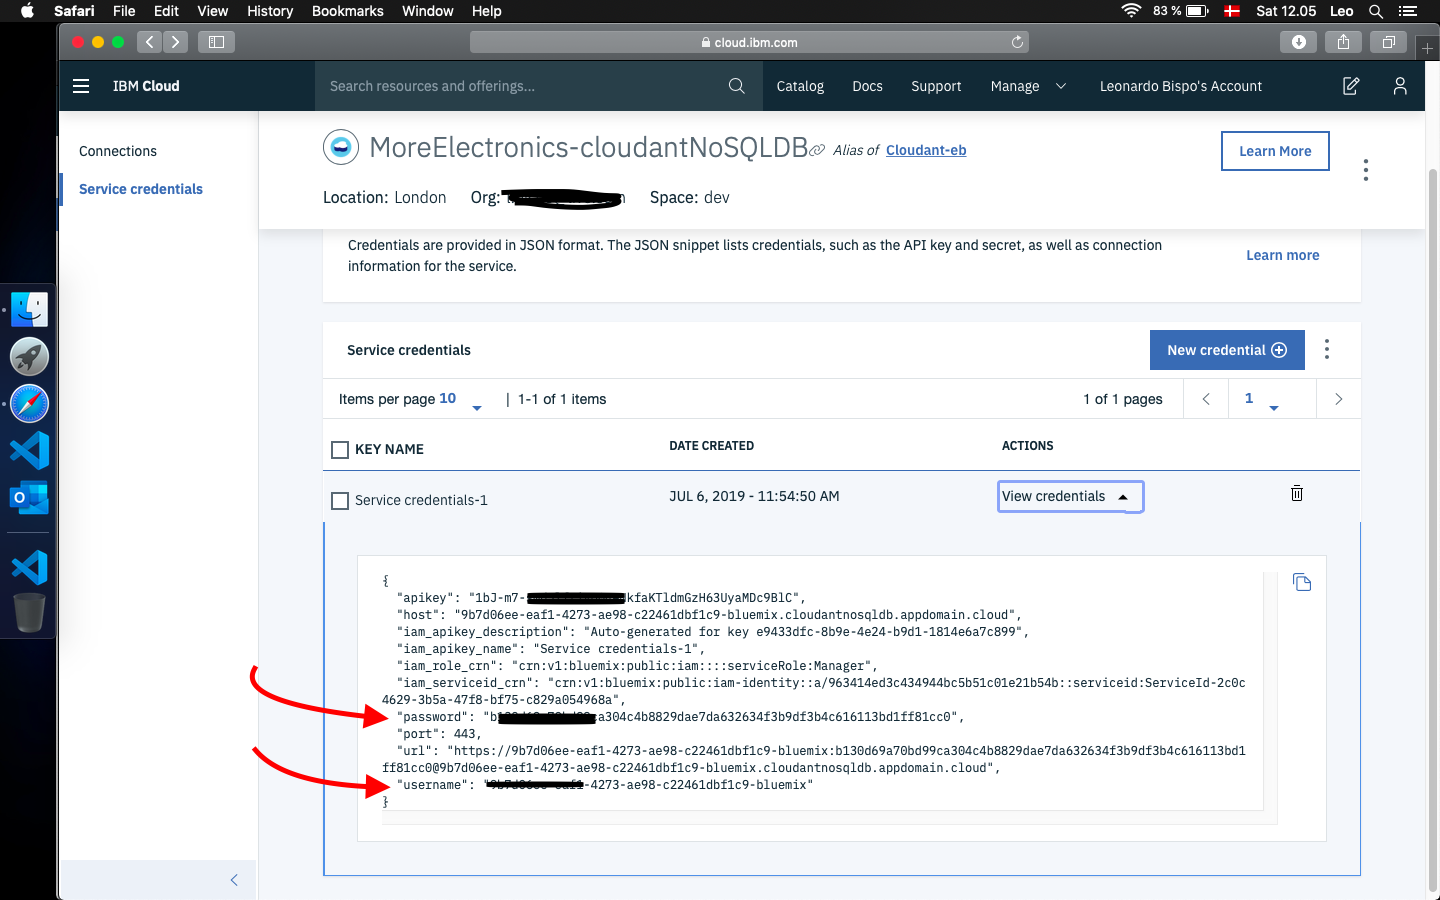 Safari File Edit View History Bookmarks Window Help 83 % Sat 12.05 Leo
cloud.ibm.com
IBM Cloud Search resources and offerings... Catalog Docs Support Manage Leonardo Bispo's Account
Connections
Service credentials
MoreElectronics-cloudantNoSQLDB Alias of Cloudant-eb
Learn More
Location: London Org: Space: dev
Credentials are provided in JSON format. The JSON snippet lists credentials, such as the API key and secret, as well as connection
information for the service.
Learn more
Service credentials
New credential
Items per page 10 | 1-1 of 1 items 1 of 1 pages 1
KEY NAME DATE CREATED ACTIONS
Service credentials-1 JUL 6, 2019 - 11:54:50 AM View credentials
{
"apikey": "1bJ-m7- kfaKTldmGzH63UyaMDc9BlC",
"host": "9b7d06ee-eaf1-4273-ae98-c22461dbf1c9-bluemix.cloudantnosqldb.appdomain.cloud",
"iam_apikey_description": "Auto-generated for key e9433dfc-8b9e-4e24-b9d1-1814e6a7c899",
"iam_apikey_name": "Service credentials-1",
"iam_role_crn": "crn:v1:bluemix:public:iam::::serviceRole:Manager",
"iam_serviceid_crn": "crn:v1:bluemix:public:iam-identity::a/963414ed3c434944bc5b51c01e21b54b::serviceid:ServiceId-2c0c
4629-3b5a-47f8-bf75-c829a054968a",
"password": "b a304c4b8829dae7da632634f3b9df3b4c616113bd1ff81cc0",
"port": 443,
"url": "https://9b7d06ee-eaf1-4273-ae98-c22461dbf1c9-bluemix:b130d69a70bd99ca304c4b8829dae7da632634f3b9df3b4c616113bd1
ff81cc0@9b7d06ee-eaf1-4273-ae98-c22461dbf1c9-bluemix.cloudantnosqldb.appdomain.cloud",
"username": " -4273-ae98-c22461dbf1c9-bluemix"
}